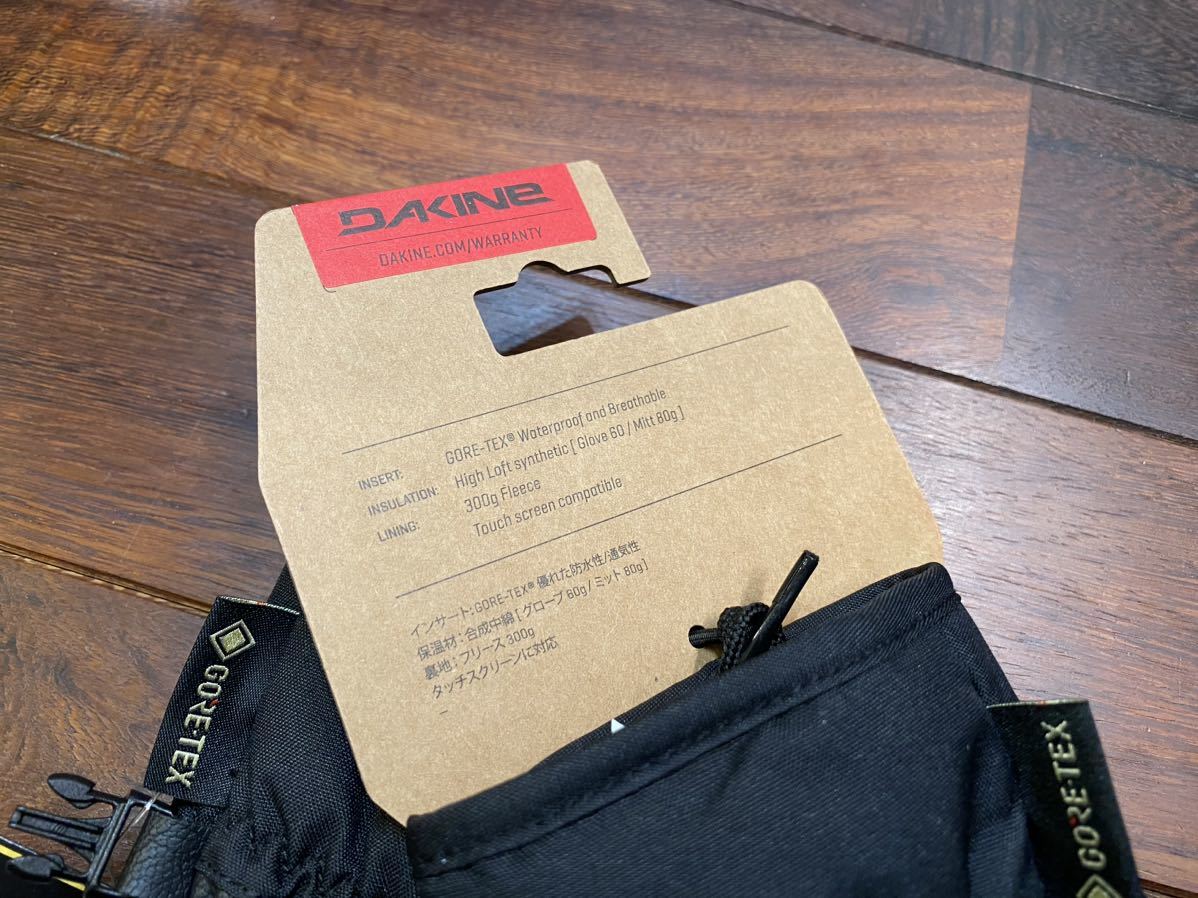 DAKINE
DAKINE.COM/WARRANTY
INSERT: GORE-TEX® Waterproof and Breathable
INSULATION: High Loft synthetic [ Glove 60 / Mitt 80g ]
LINING: 300g Fleece
Touch screen compatible
インサート:GORE-TEX® 優れた防水性/通気性
保温材:合成中綿 [ グローブ 60g / ミット 80g ]
裏地:フリース 300g
タッチスクリーンに対応
–
GORE-TEX
GORE-TEX